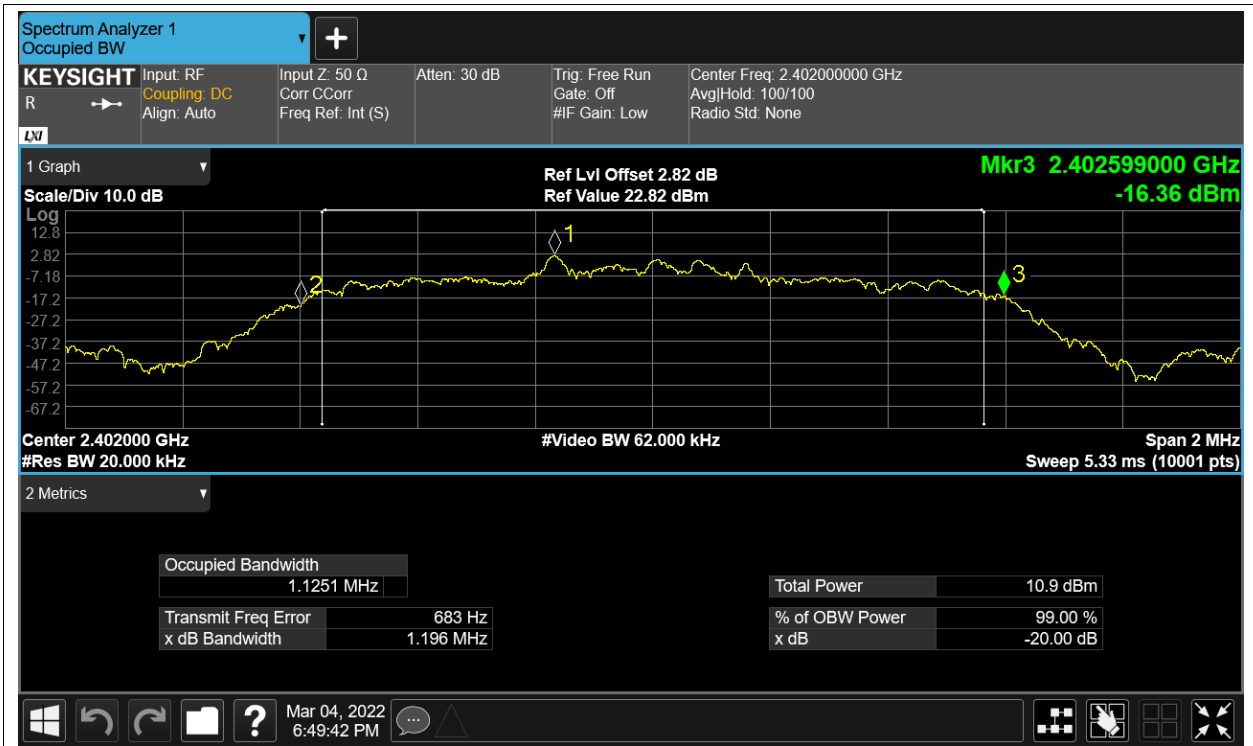 Spectrum Analyzer 1
Occupied BW
KEYSIGHT
R
LXI
Input: RF
Coupling: DC
Align: Auto
Input Z: 50 Ω
Corr CCorr
Freq Ref: Int (S)
Atten: 30 dB
Trig: Free Run
Gate: Off
#IF Gain: Low
Center Freq: 2.402000000 GHz
Avg|Hold: 100/100
Radio Std: None
1 Graph
Scale/Div 10.0 dB
Ref Lvl Offset 2.82 dB
Ref Value 22.82 dBm
Mkr3 2.402599000 GHz
-16.36 dBm
Log
12.8
2.82
-7.18
-17.2
-27.2
-37.2
-47.2
-57.2
-67.2
1
2
3
Center 2.402000 GHz
#Video BW 62.000 kHz
Span 2 MHz
#Res BW 20.000 kHz
Sweep 5.33 ms (10001 pts)
2 Metrics
Occupied Bandwidth
1.1251 MHz
Total Power 10.9 dBm
Transmit Freq Error 683 Hz
% of OBW Power 99.00 %
x dB Bandwidth 1.196 MHz
x dB -20.00 dB
?
Mar 04, 2022
6:49:42 PM